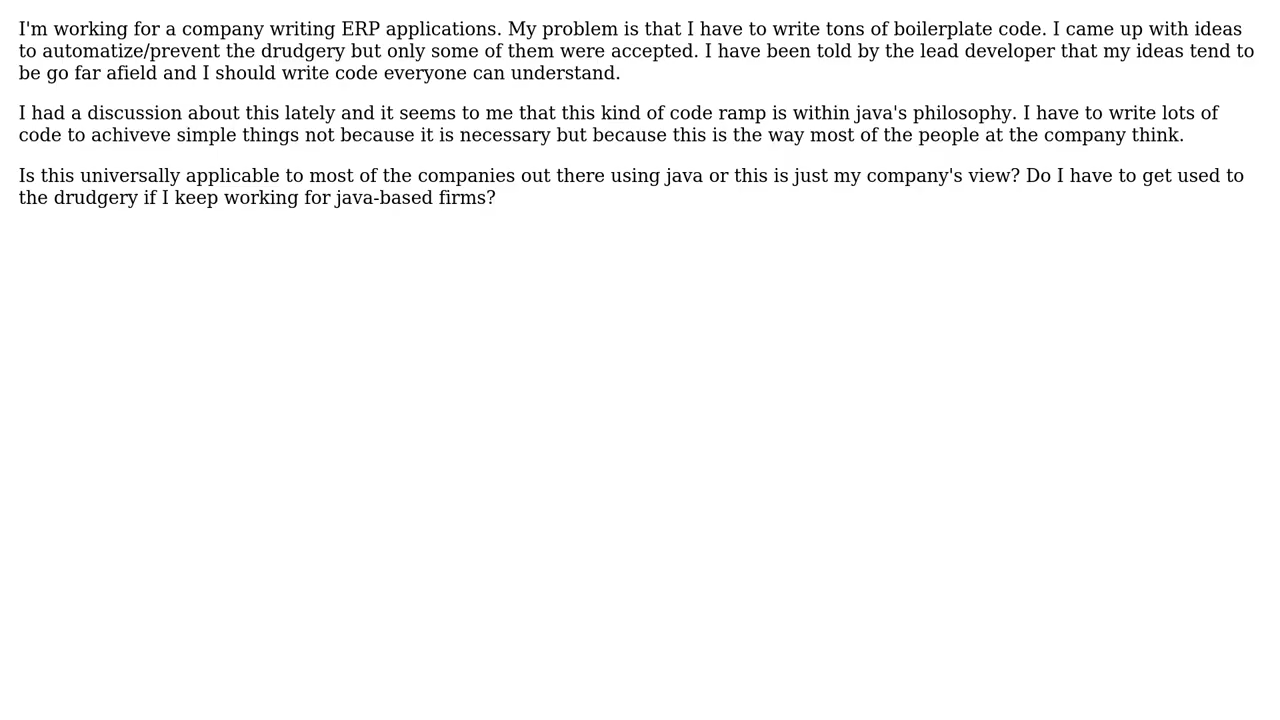 I'm working for a company writing ERP applications. My problem is that I have to write tons of boilerplate code. I came up with ideas
to automatize/prevent the drudgery but only some of them were accepted. I have been told by the lead developer that my ideas tend to
be go far afield and I should write code everyone can understand.
I had a discussion about this lately and it seems to me that this kind of code ramp is within java's philosophy. I have to write lots of
code to achiveve simple things not because it is necessary but because this is the way most of the people at the company think.
Is this universally applicable to most of the companies out there using java or this is just my company's view? Do I have to get used to
the drudgery if I keep working for java-based firms?